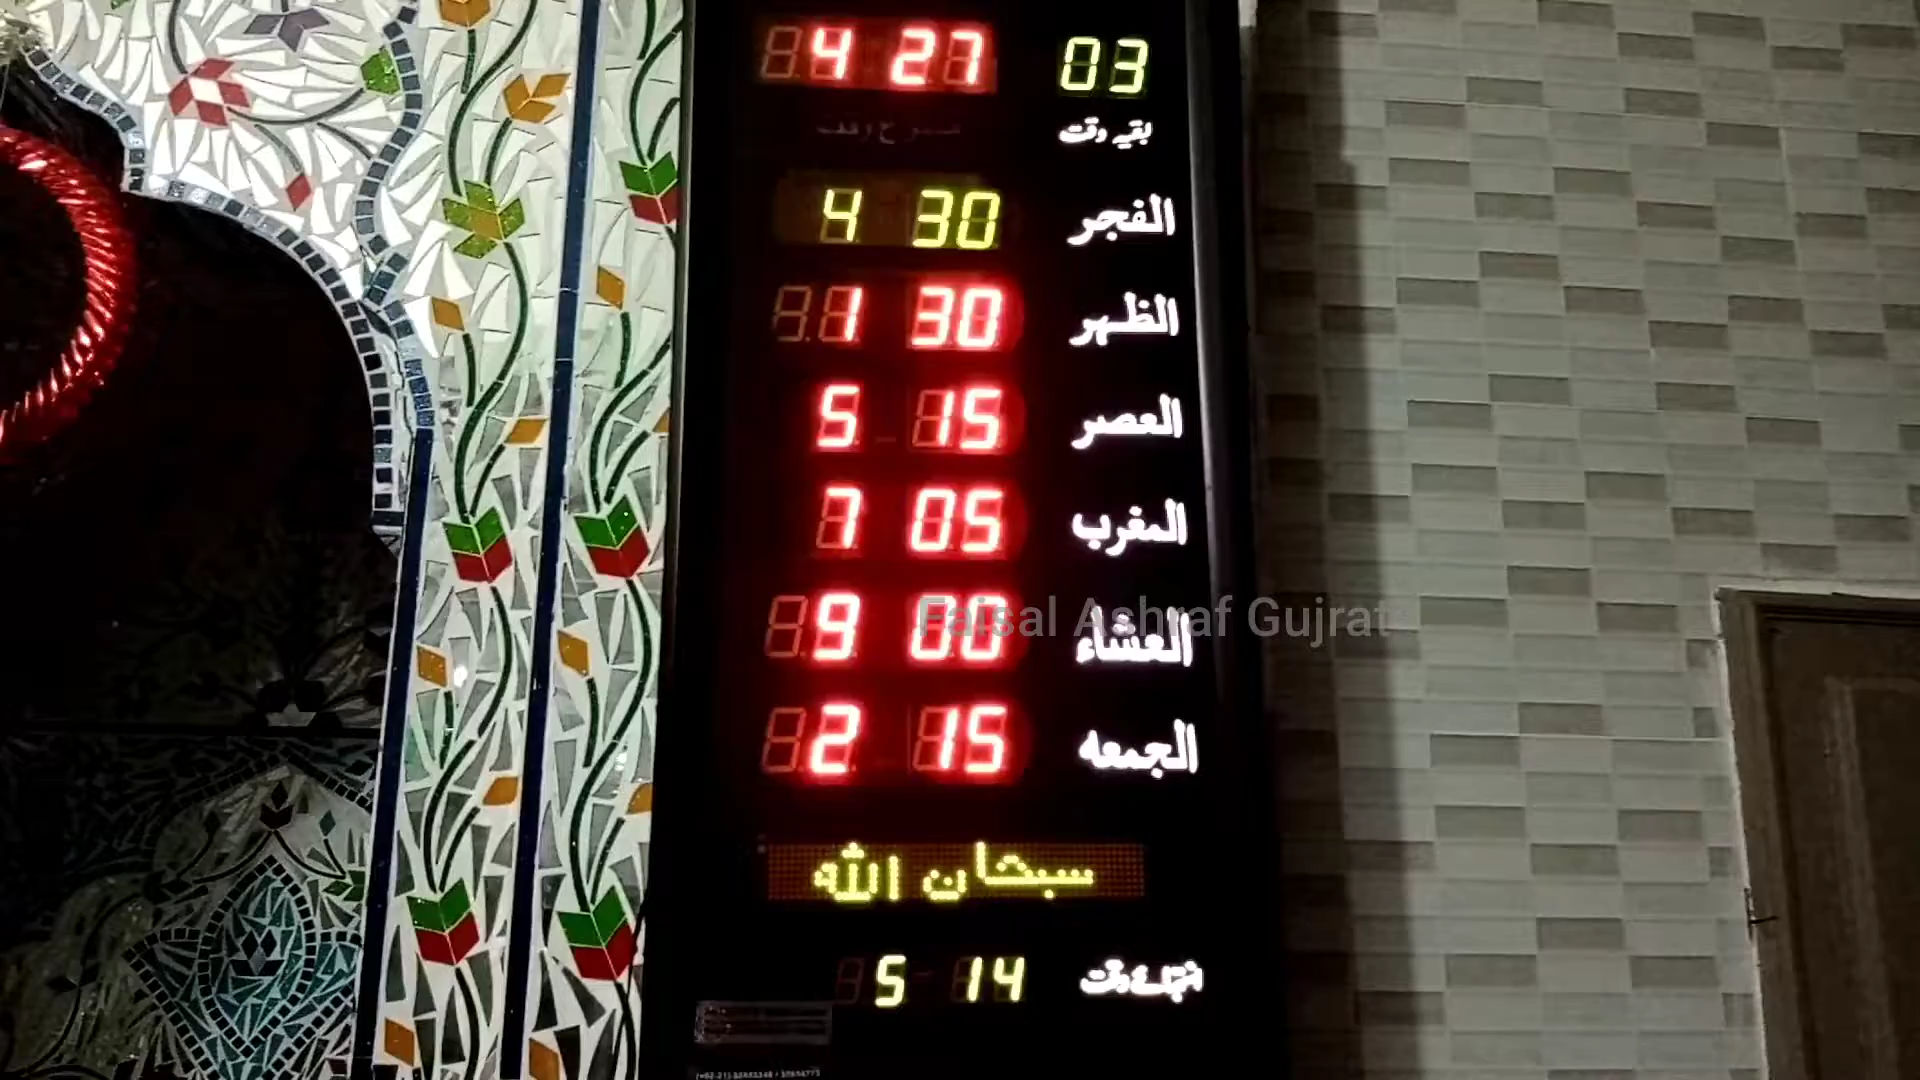 4 27 03
بقیہ وقت
4 30 الفجر
1 30 الظہر
5 15 العصر
7 05 المغرب
9 00 العشاء
2 15 الجمعه
سبحان الله
5 14
Faisal Ashraf Gujrat